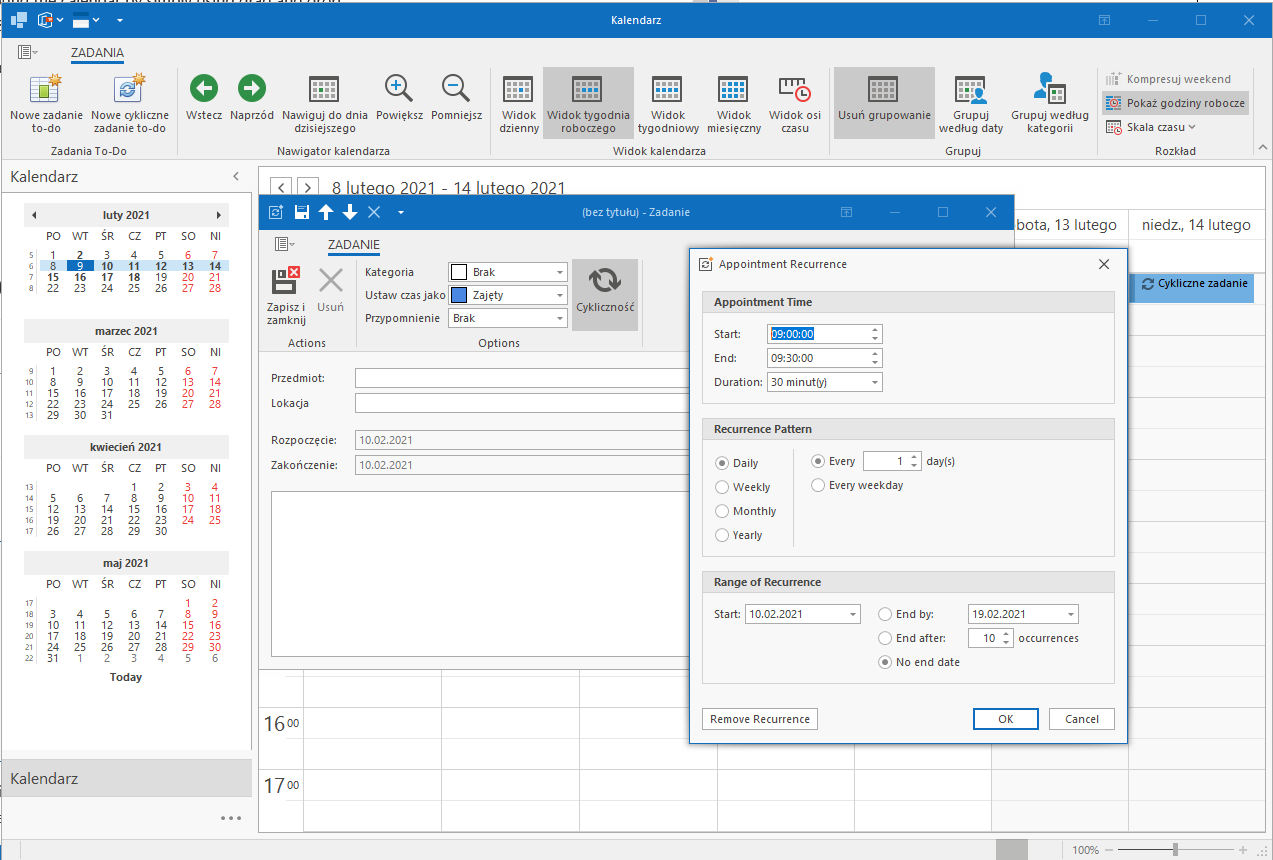 Kalendarz
ZADANIA
Nowe zadanie to-do
Nowe cykliczne zadanie to-do
Zadania To-Do
Wstecz
Naprzód
Nawiguj do dnia dzisiejszego
Powiększ
Pomniejsz
Nawigator kalendarza
Widok dzienny
Widok tygodnia roboczego
Widok tygodniowy
Widok miesięczny
Widok osi czasu
Widok kalendarza
Usuń grupowanie
Grupuj według daty
Grupuj według kategorii
Grupuj
Kompresuj weekend
Pokaż godziny robocze
Skala czasu
Rozkład
Kalendarz
luty 2021
PO WT ŚR CZ PT SO NI
5 1 2 3 4 5 6 7
6 8 9 10 11 12 13 14
7 15 16 17 18 19 20 21
8 22 23 24 25 26 27 28
marzec 2021
PO WT ŚR CZ PT SO NI
9 1 2 3 4 5 6 7
10 8 9 10 11 12 13 14
11 15 16 17 18 19 20 21
12 22 23 24 25 26 27 28
13 29 30 31
kwiecień 2021
PO WT ŚR CZ PT SO NI
13 1 2 3 4
14 5 6 7 8 9 10 11
15 12 13 14 15 16 17 18
16 19 20 21 22 23 24 25
17 26 27 28 29 30
maj 2021
PO WT ŚR CZ PT SO NI
17 1 2
18 3 4 5 6 7 8 9
19 10 11 12 13 14 15 16
20 17 18 19 20 21 22 23
21 24 25 26 27 28 29 30
22 31 1 2 3 4 5 6
Today
Kalendarz
8 lutego 2021 - 14 lutego 2021
bota, 13 lutego
niedz., 14 lutego
Cykliczne zadanie
(bez tytułu) - Zadanie
ZADANIE
Zapisz i zamknij
Usuń
Actions
Kategoria Brak
Ustaw czas jako Zajęty
Przypomnienie Brak
Cykliczność
Options
Przedmiot:
Lokacja
Rozpoczęcie: 10.02.2021
Zakończenie: 10.02.2021
Appointment Recurrence
Appointment Time
Start: 09:00:00
End: 09:30:00
Duration: 30 minut(y)
Recurrence Pattern
Daily
Weekly
Monthly
Yearly
Every 1 day(s)
Every weekday
Range of Recurrence
Start: 10.02.2021
End by: 19.02.2021
End after: 10 occurrences
No end date
Remove Recurrence
OK
Cancel
16 00
17 00
100%